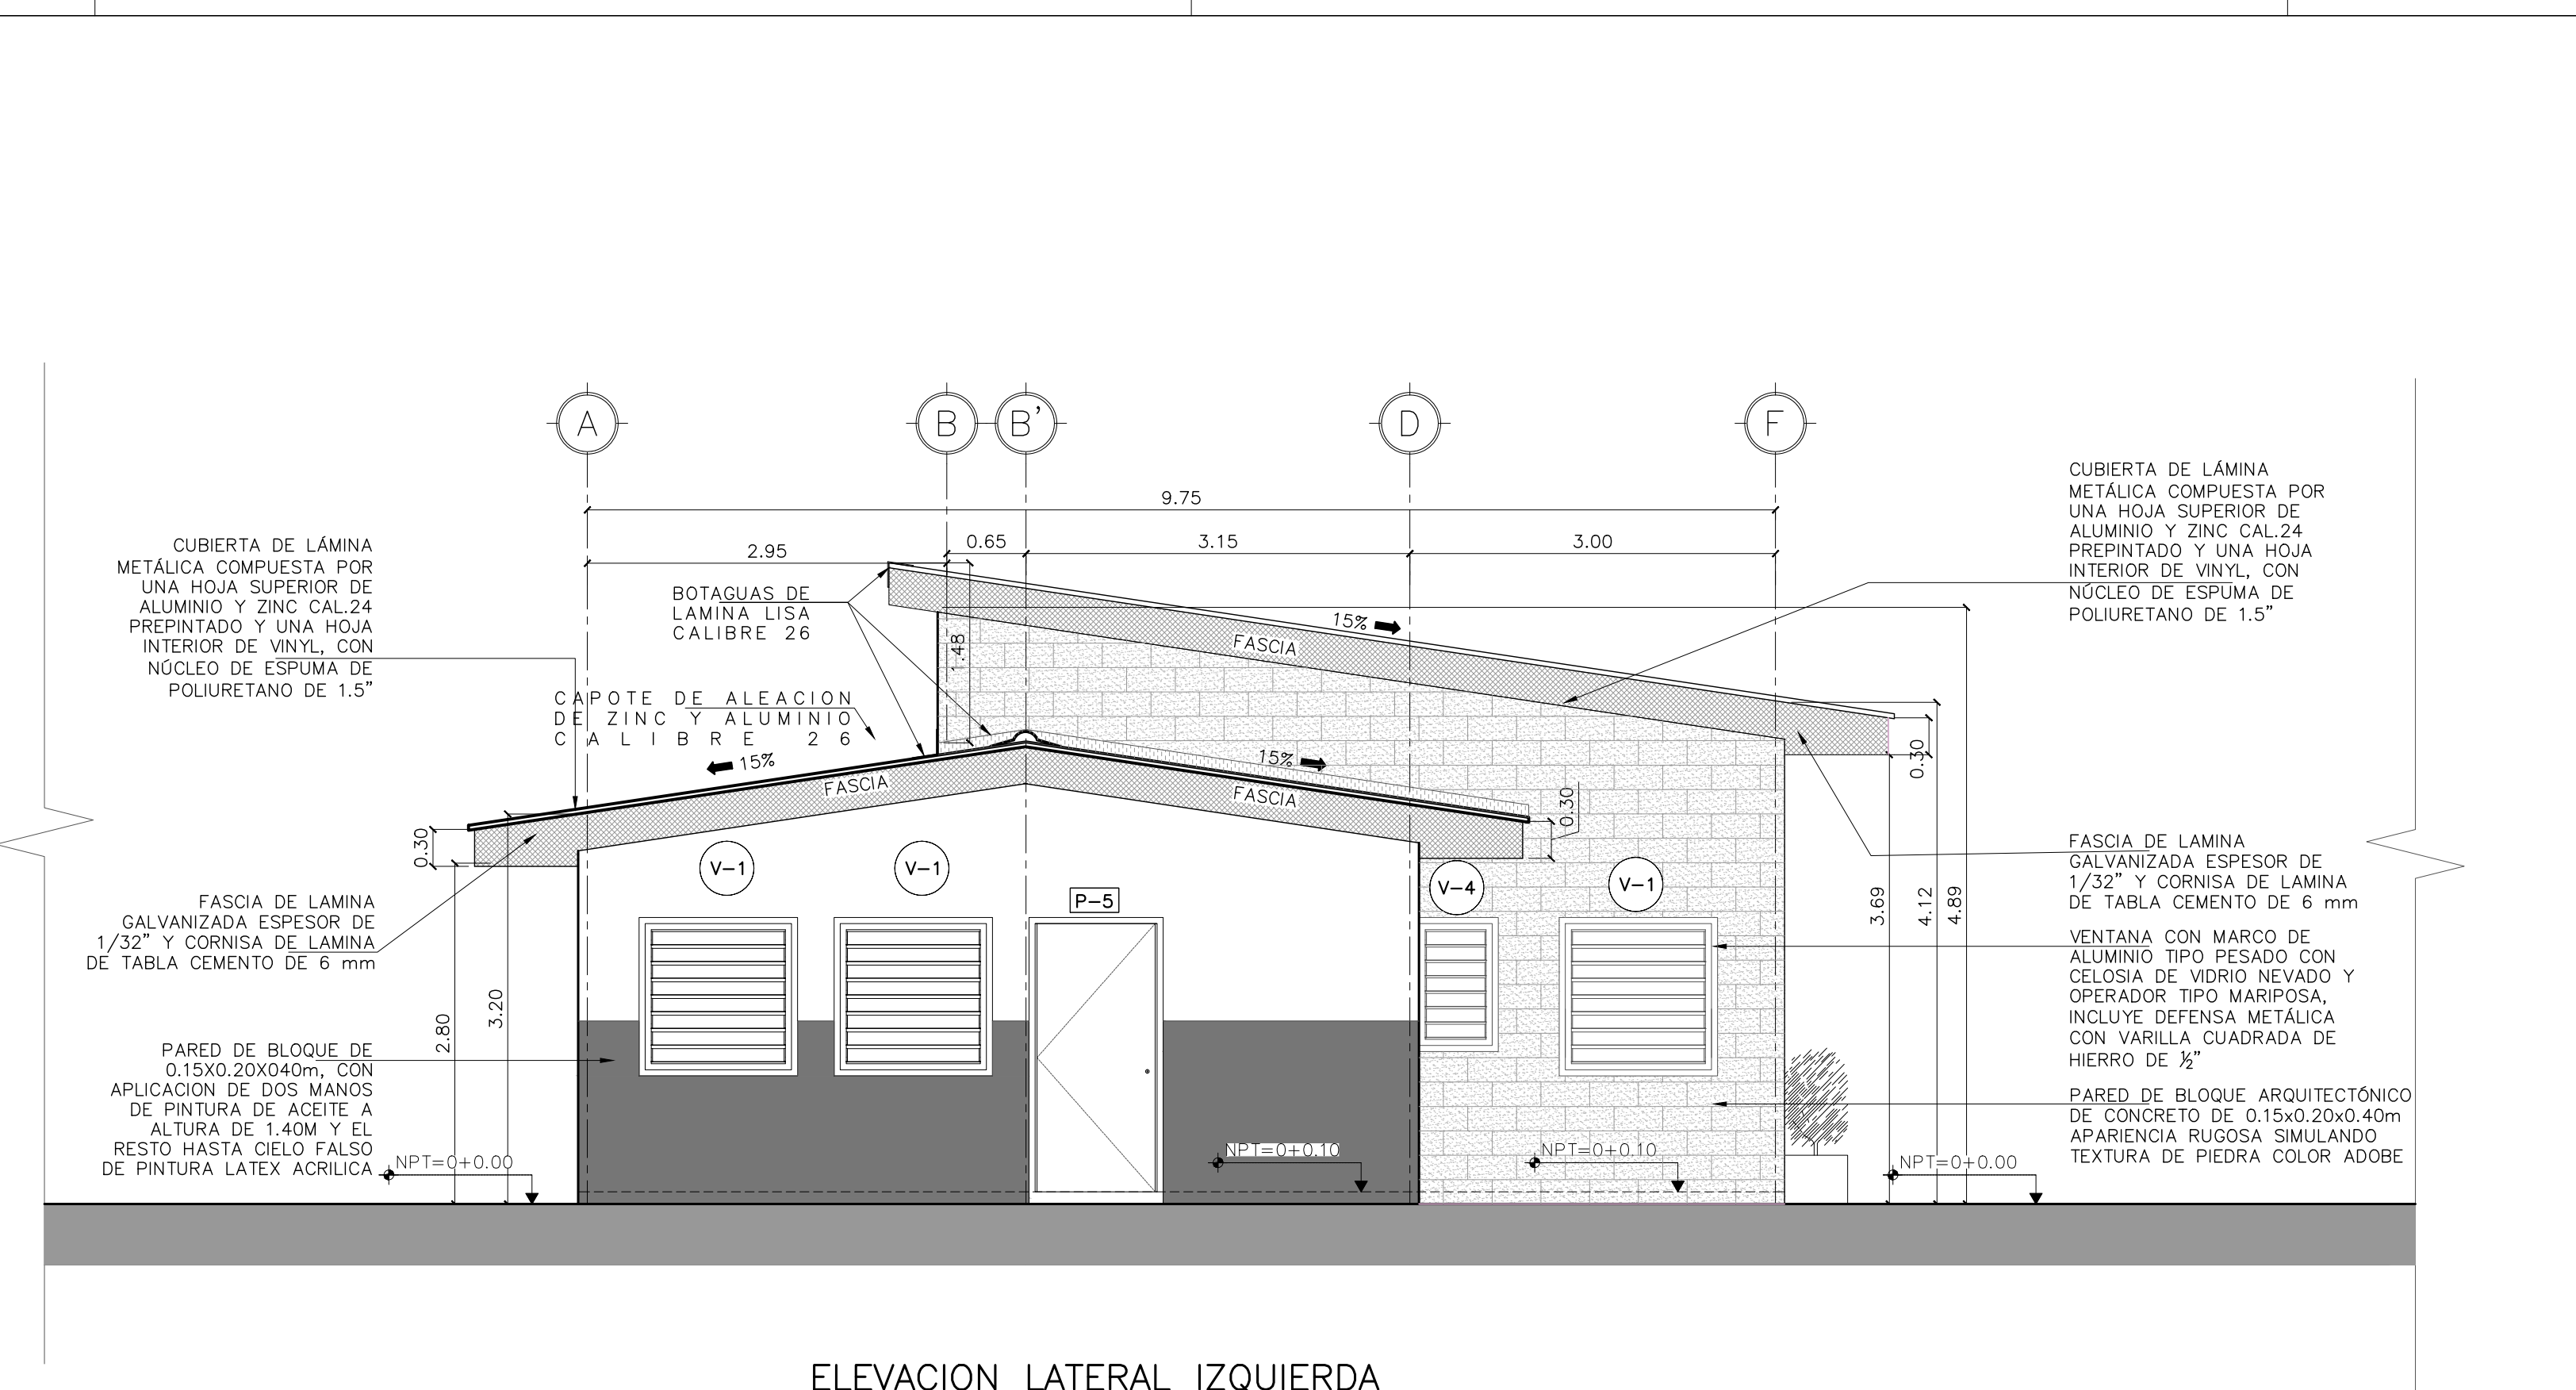 A
B
B'
D
F
9.75
2.95
0.65
3.15
3.00
CUBIERTA DE LÁMINA
METÁLICA COMPUESTA POR
UNA HOJA SUPERIOR DE
ALUMINIO Y ZINC CAL.24
PREPINTADO Y UNA HOJA
INTERIOR DE VINYL, CON
NÚCLEO DE ESPUMA DE
POLIURETANO DE 1.5"
BOTAGUAS DE
LAMINA LISA
CALIBRE 26
CAPOTE DE ALEACION
DE ZINC Y ALUMINIO
CALIBRE 26
1.48
15%
FASCIA
15%
FASCIA
15%
FASCIA
CUBIERTA DE LÁMINA
METÁLICA COMPUESTA POR
UNA HOJA SUPERIOR DE
ALUMINIO Y ZINC CAL.24
PREPINTADO Y UNA HOJA
INTERIOR DE VINYL, CON
NÚCLEO DE ESPUMA DE
POLIURETANO DE 1.5"
0.30
0.30
0.30
V-1
V-1
P-5
V-4
V-1
FASCIA DE LAMINA
GALVANIZADA ESPESOR DE
1/32" Y CORNISA DE LAMINA
DE TABLA CEMENTO DE 6 mm
2.80
3.20
PARED DE BLOQUE DE
0.15X0.20X040m, CON
APLICACION DE DOS MANOS
DE PINTURA DE ACEITE A
ALTURA DE 1.40M Y EL
RESTO HASTA CIELO FALSO
DE PINTURA LATEX ACRILICA
NPT=0+0.00
NPT=0+0.10
NPT=0+0.10
NPT=0+0.00
3.69
4.12
4.89
FASCIA DE LAMINA
GALVANIZADA ESPESOR DE
1/32" Y CORNISA DE LAMINA
DE TABLA CEMENTO DE 6 mm
VENTANA CON MARCO DE
ALUMINIO TIPO PESADO CON
CELOSIA DE VIDRIO NEVADO Y
OPERADOR TIPO MARIPOSA,
INCLUYE DEFENSA METÁLICA
CON VARILLA CUADRADA DE
HIERRO DE ½"
PARED DE BLOQUE ARQUITECTÓNICO
DE CONCRETO DE 0.15x0.20x0.40m
APARIENCIA RUGOSA SIMULANDO
TEXTURA DE PIEDRA COLOR ADOBE
ELEVACION LATERAL IZQUIERDA